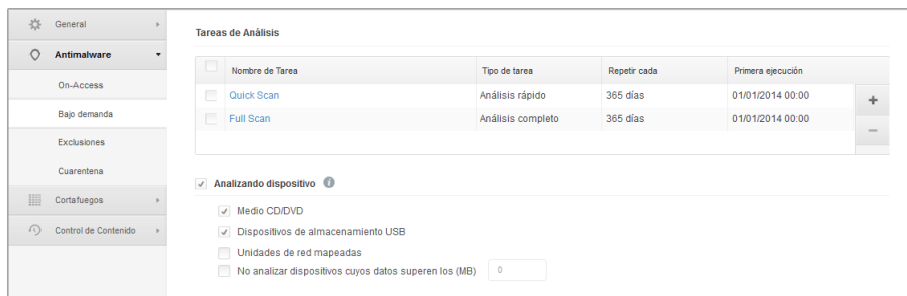 General
Antimalware
On-Access
Bajo demanda
Exclusiones
Cuarentena
Cortafuegos
Control de Contenido
Tareas de Análisis
Nombre de Tarea Tipo de tarea Repetir cada Primera ejecución
Quick Scan Análisis rápido 365 días 01/01/2014 00:00
Full Scan Análisis completo 365 días 01/01/2014 00:00
Analizando dispositivo
Medio CD/DVD
Dispositivos de almacenamiento USB
Unidades de red mapeadas
No analizar dispositivos cuyos datos superen los (MB) 0